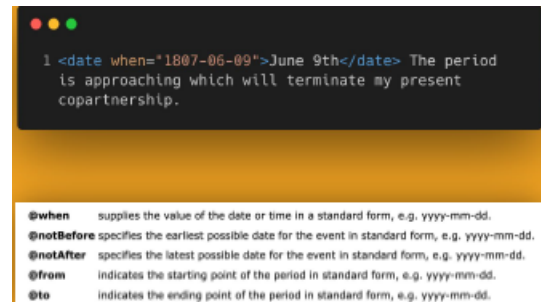 1 <date when="1807-06-09">June 9th</date> The period
is approaching which will terminate my present
copartnership.
@when supplies the value of the date or time in a standard form, e.g. yyyy-mm-dd.
@notBefore specifies the earliest possible date for the event in standard form, e.g. yyyy-mm-dd.
@notAfter specifies the latest possible date for the event in standard form, e.g. yyyy-mm-dd.
@from indicates the starting point of the period in standard form, e.g. yyyy-mm-dd.
@to indicates the ending point of the period in standard form, e.g. yyyy-mm-dd.